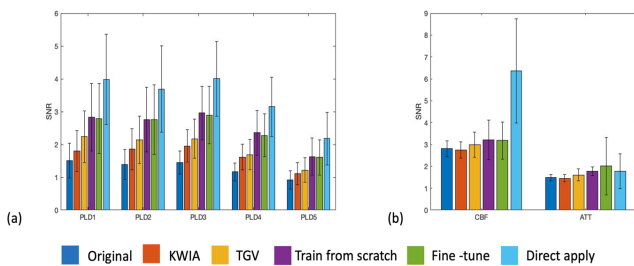 6
5
4
3
2
1
0
SNR
PLD1 PLD2 PLD3 PLD4 PLD5
(a)
9
8
7
6
5
4
3
2
1
0
SNR
CBF ATT
(b)
Original KWIA TGV Train from scratch Fine -tune Direct apply